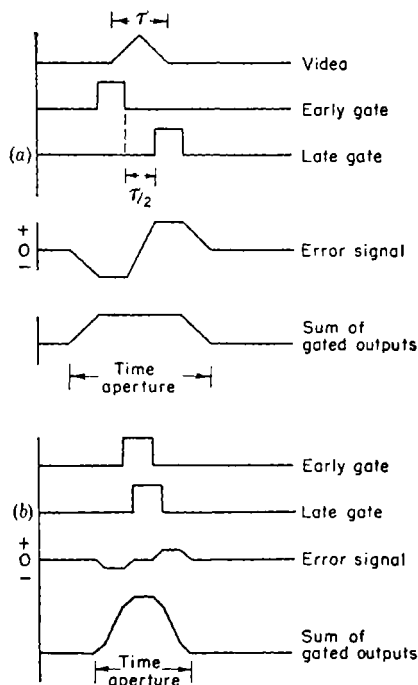 τ
Video
Early gate
(a)
Late gate
τ/2
+
0
−
Error signal
Sum of
gated outputs
Time
aperture
Early gate
(b)
Late gate
+
0
−
Error signal
Sum of
gated outputs
Time
aperture